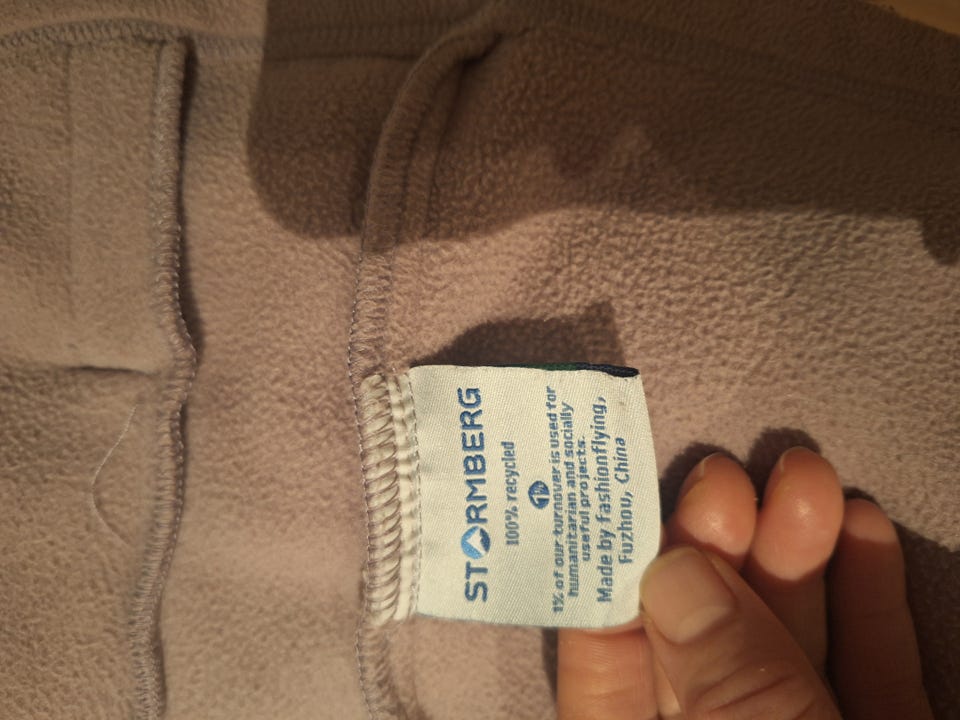 STORMBERG
100% recycled
1%
1% of our turnover is used for
humanitarian and socially
useful projects.
Made by fashionflying,
Fuzhou, China